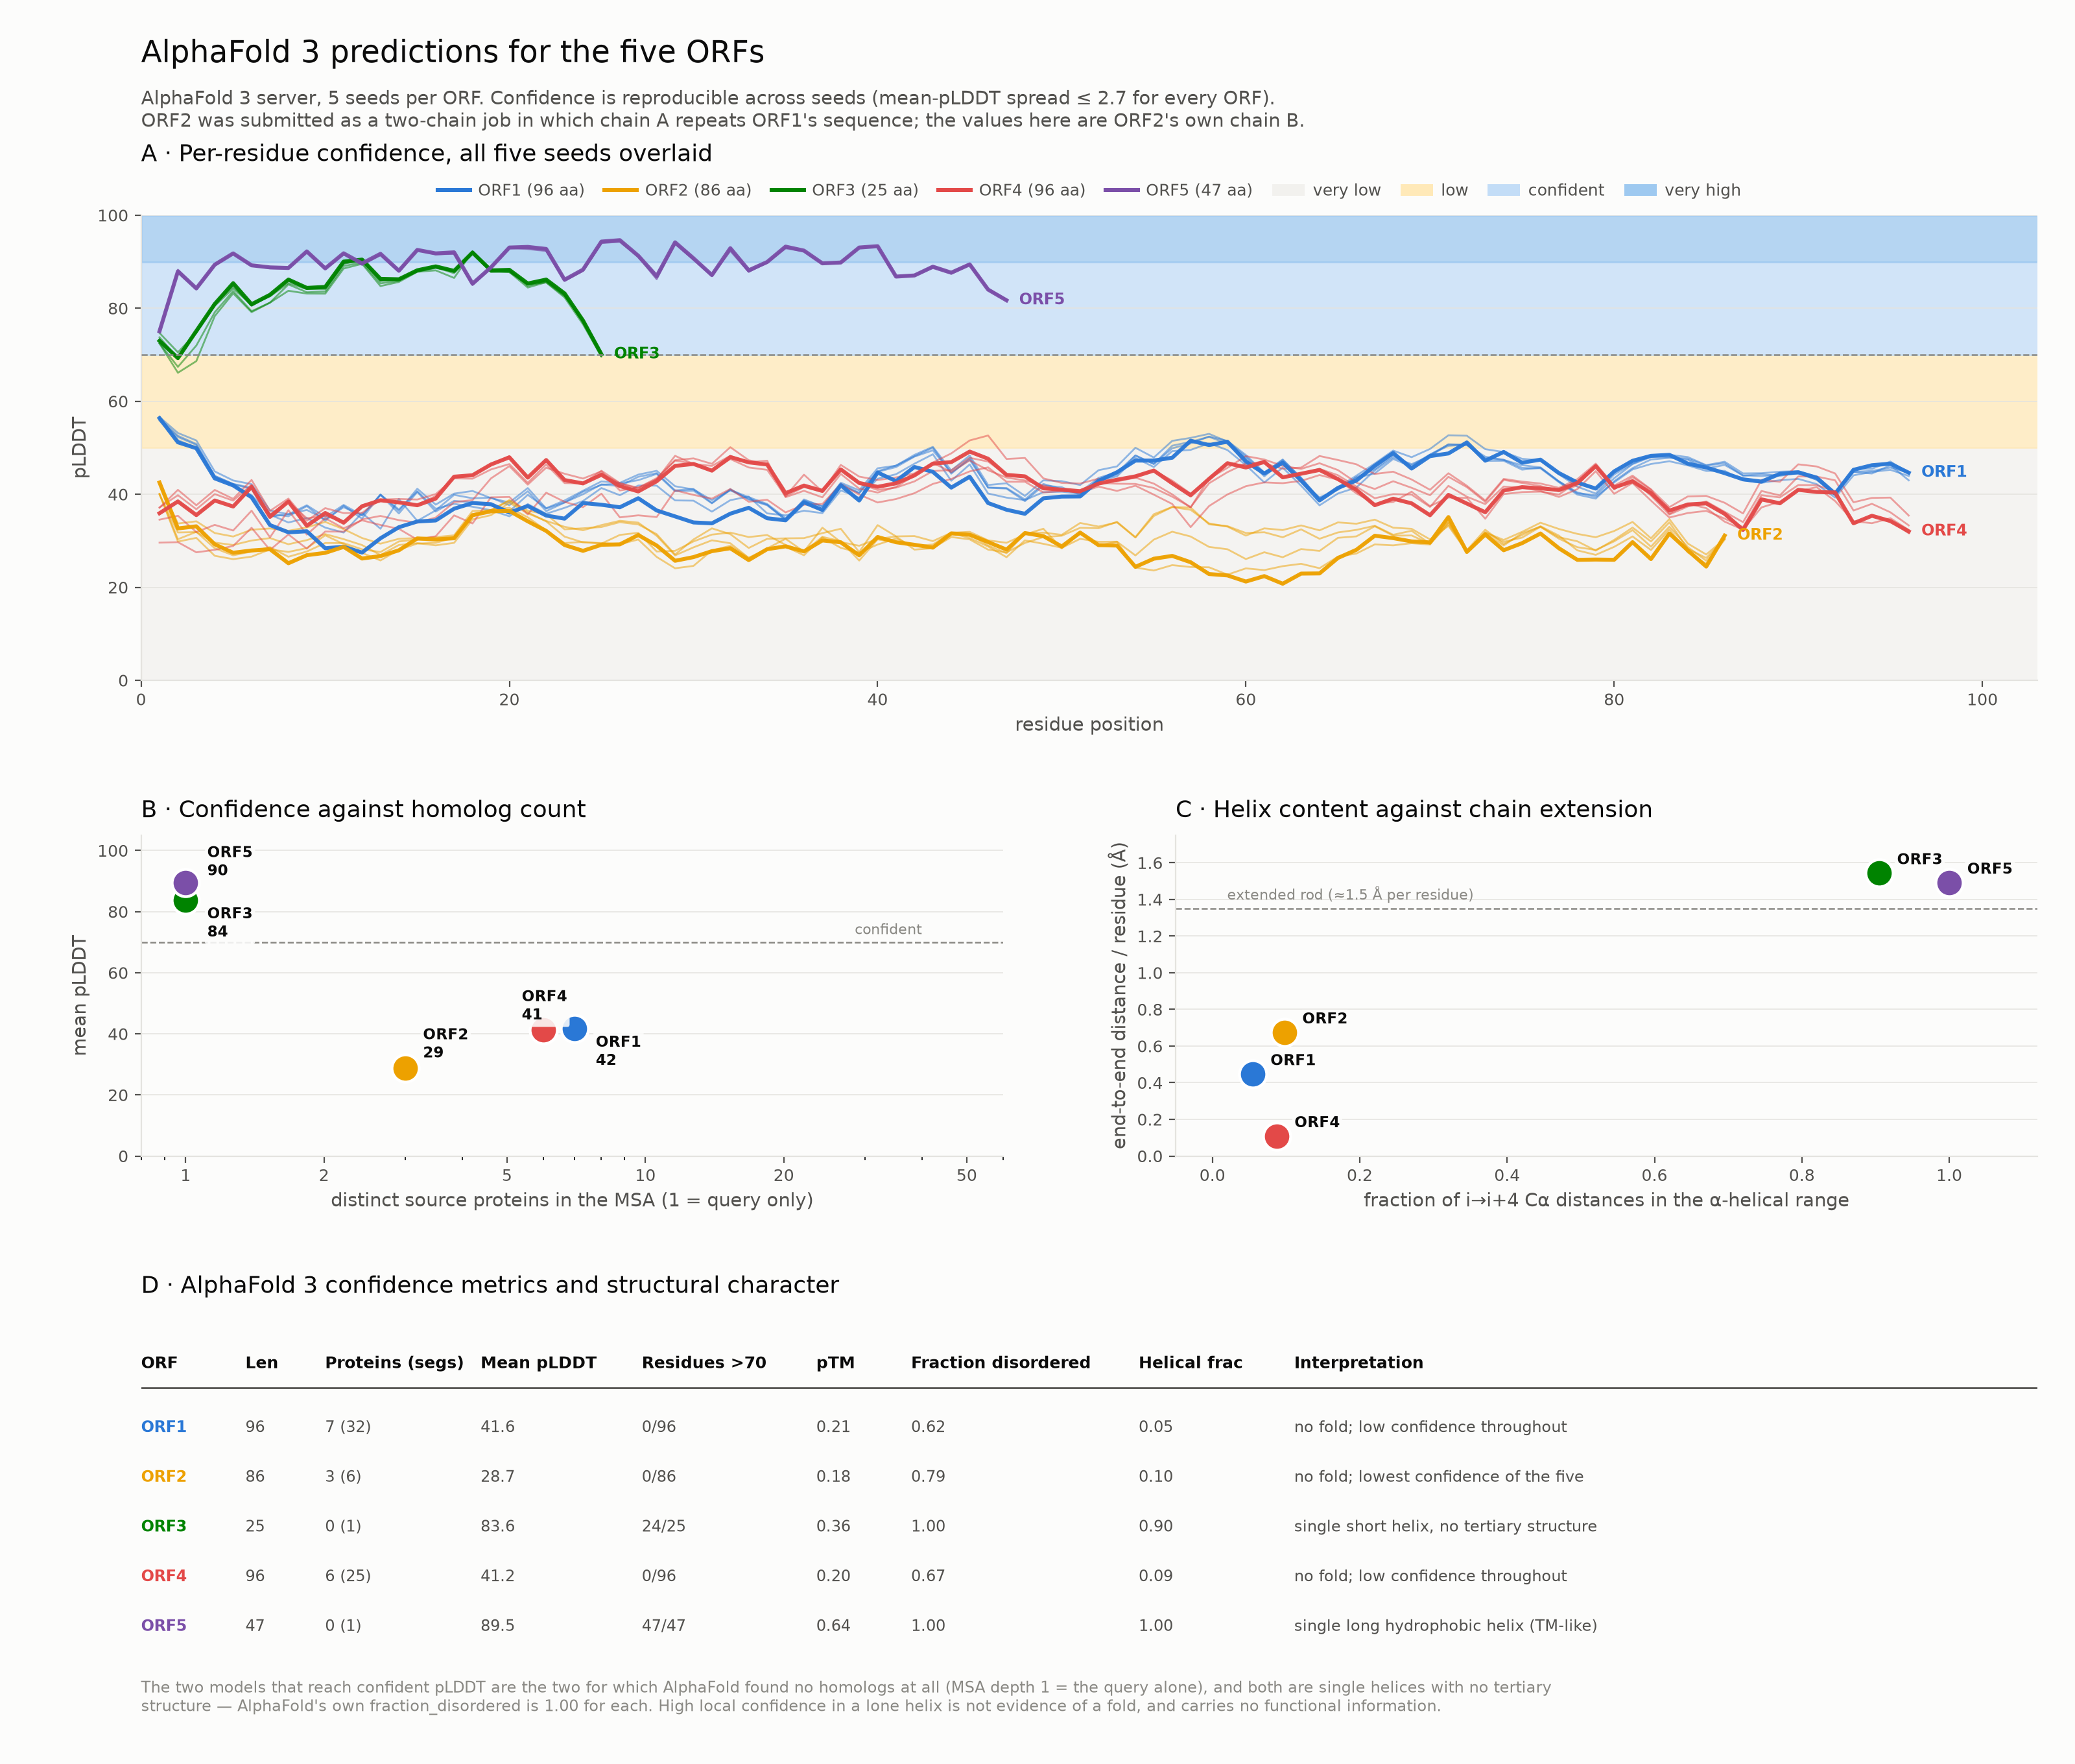 AlphaFold 3 predictions for the five ORFs
AlphaFold 3 server, 5 seeds per ORF. Confidence is reproducible across seeds (mean-pLDDT spread ≤ 2.7 for every ORF).
ORF2 was submitted as a two-chain job in which chain A repeats ORF1's sequence; the values here are ORF2's own chain B.
A · Per-residue confidence, all five seeds overlaid
ORF1 (96 aa) ORF2 (86 aa) ORF3 (25 aa) ORF4 (96 aa) ORF5 (47 aa) very low low confident very high
100
80
60
40
20
0
pLDDT
ORF5
ORF3
ORF1
ORF2
ORF4
0 20 40 60 80 100
residue position
B · Confidence against homolog count
100
80
60
40
20
0
mean pLDDT
ORF5
90
ORF3
84
confident
ORF4
41
ORF2
29
ORF1
42
1 2 5 10 20 50
distinct source proteins in the MSA (1 = query only)
C · Helix content against chain extension
1.6
1.4
1.2
1.0
0.8
0.6
0.4
0.2
0.0
end-to-end distance / residue (Å)
ORF3
ORF5
extended rod (≈1.5 Å per residue)
ORF2
ORF1
ORF4
0.0 0.2 0.4 0.6 0.8 1.0
fraction of i→i+4 Cα distances in the α-helical range
D · AlphaFold 3 confidence metrics and structural character
ORF Len Proteins (segs) Mean pLDDT Residues >70 pTM Fraction disordered Helical frac Interpretation
ORF1 96 7 (32) 41.6 0/96 0.21 0.62 0.05 no fold; low confidence throughout
ORF2 86 3 (6) 28.7 0/86 0.18 0.79 0.10 no fold; lowest confidence of the five
ORF3 25 0 (1) 83.6 24/25 0.36 1.00 0.90 single short helix, no tertiary structure
ORF4 96 6 (25) 41.2 0/96 0.20 0.67 0.09 no fold; low confidence throughout
ORF5 47 0 (1) 89.5 47/47 0.64 1.00 1.00 single long hydrophobic helix (TM-like)
The two models that reach confident pLDDT are the two for which AlphaFold found no homologs at all (MSA depth 1 = the query alone), and both are single helices with no tertiary
structure — AlphaFold's own fraction_disordered is 1.00 for each. High local confidence in a lone helix is not evidence of a fold, and carries no functional information.